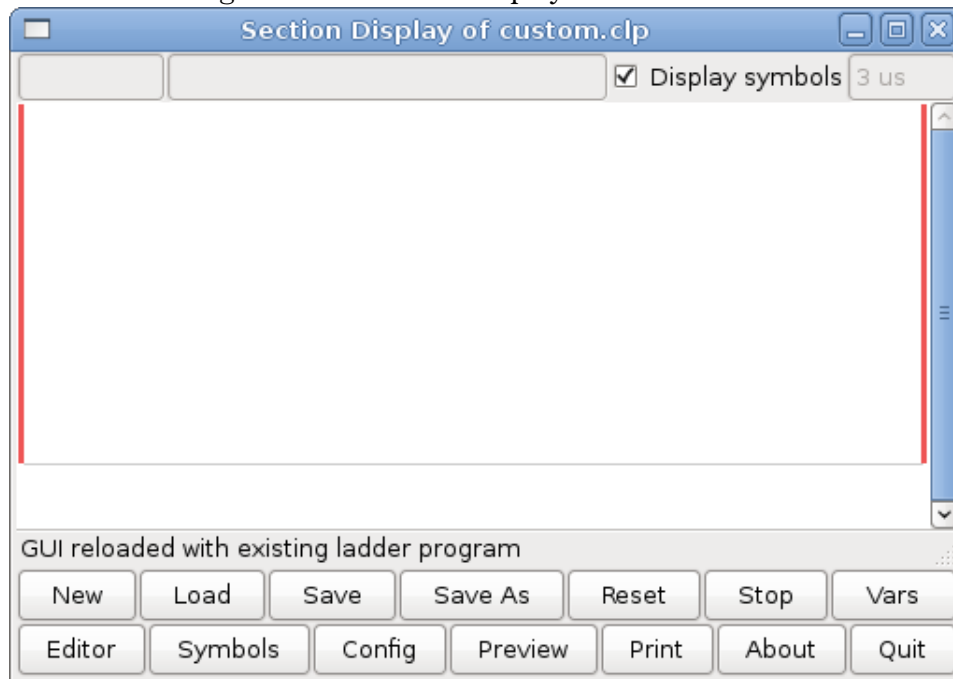 Section Display of custom.clp
Display symbols 3 us
GUI reloaded with existing ladder program
New Load Save Save As Reset Stop Vars
Editor Symbols Config Preview Print About Quit